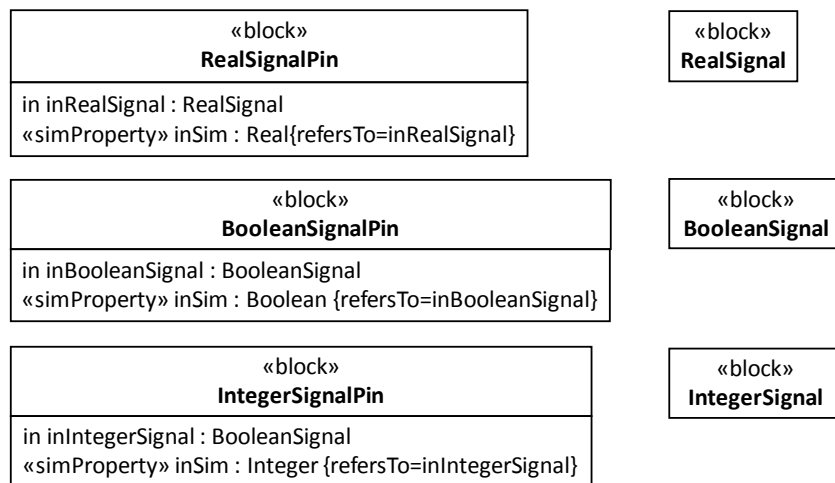 «block»
RealSignalPin
in inRealSignal : RealSignal
«simProperty» inSim : Real{refersTo=inRealSignal}
«block»
RealSignal
«block»
BooleanSignalPin
in inBooleanSignal : BooleanSignal
«simProperty» inSim : Boolean {refersTo=inBooleanSignal}
«block»
BooleanSignal
«block»
IntegerSignalPin
in inIntegerSignal : BooleanSignal
«simProperty» inSim : Integer {refersTo=inIntegerSignal}
«block»
IntegerSignal